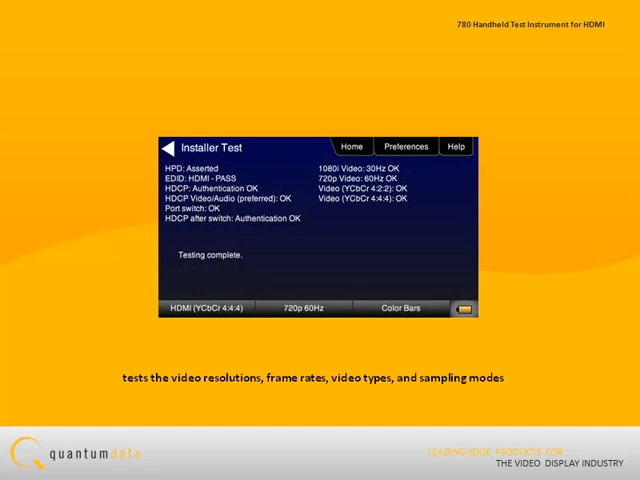 780 Handheld Test Instrument for HDMI
Installer Test
Home Preferences Help
HPD: Asserted
EDID: HDMI - PASS
HDCP: Authentication OK
HDCP Video/Audio (preferred): OK
Port switch: OK
HDCP after switch: Authentication OK
1080i Video: 30Hz OK
720p Video: 60Hz OK
Video (YCbCr 4:2:2): OK
Video (YCbCr 4:4:4): OK
Testing complete.
HDMI (YCbCr 4:4:4) 720p 60Hz Color Bars
tests the video resolutions, frame rates, video types, and sampling modes
quantumdata
LEADING-EDGE PRODUCTS FOR...
THE VIDEO DISPLAY INDUSTRY